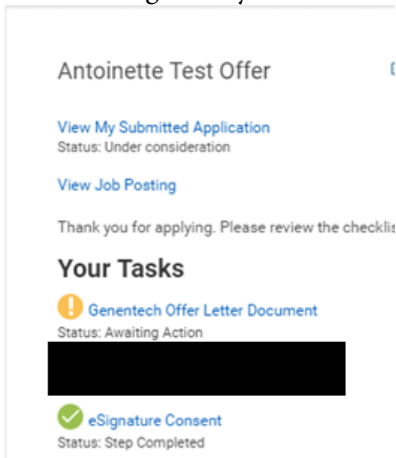 Antoinette Test Offer
View My Submitted Application
Status: Under consideration
View Job Posting
Thank you for applying. Please review the
Your Tasks
Genentech Offer Letter Document
Status: Awaiting Action
eSignature Consent
Status: Step Completed